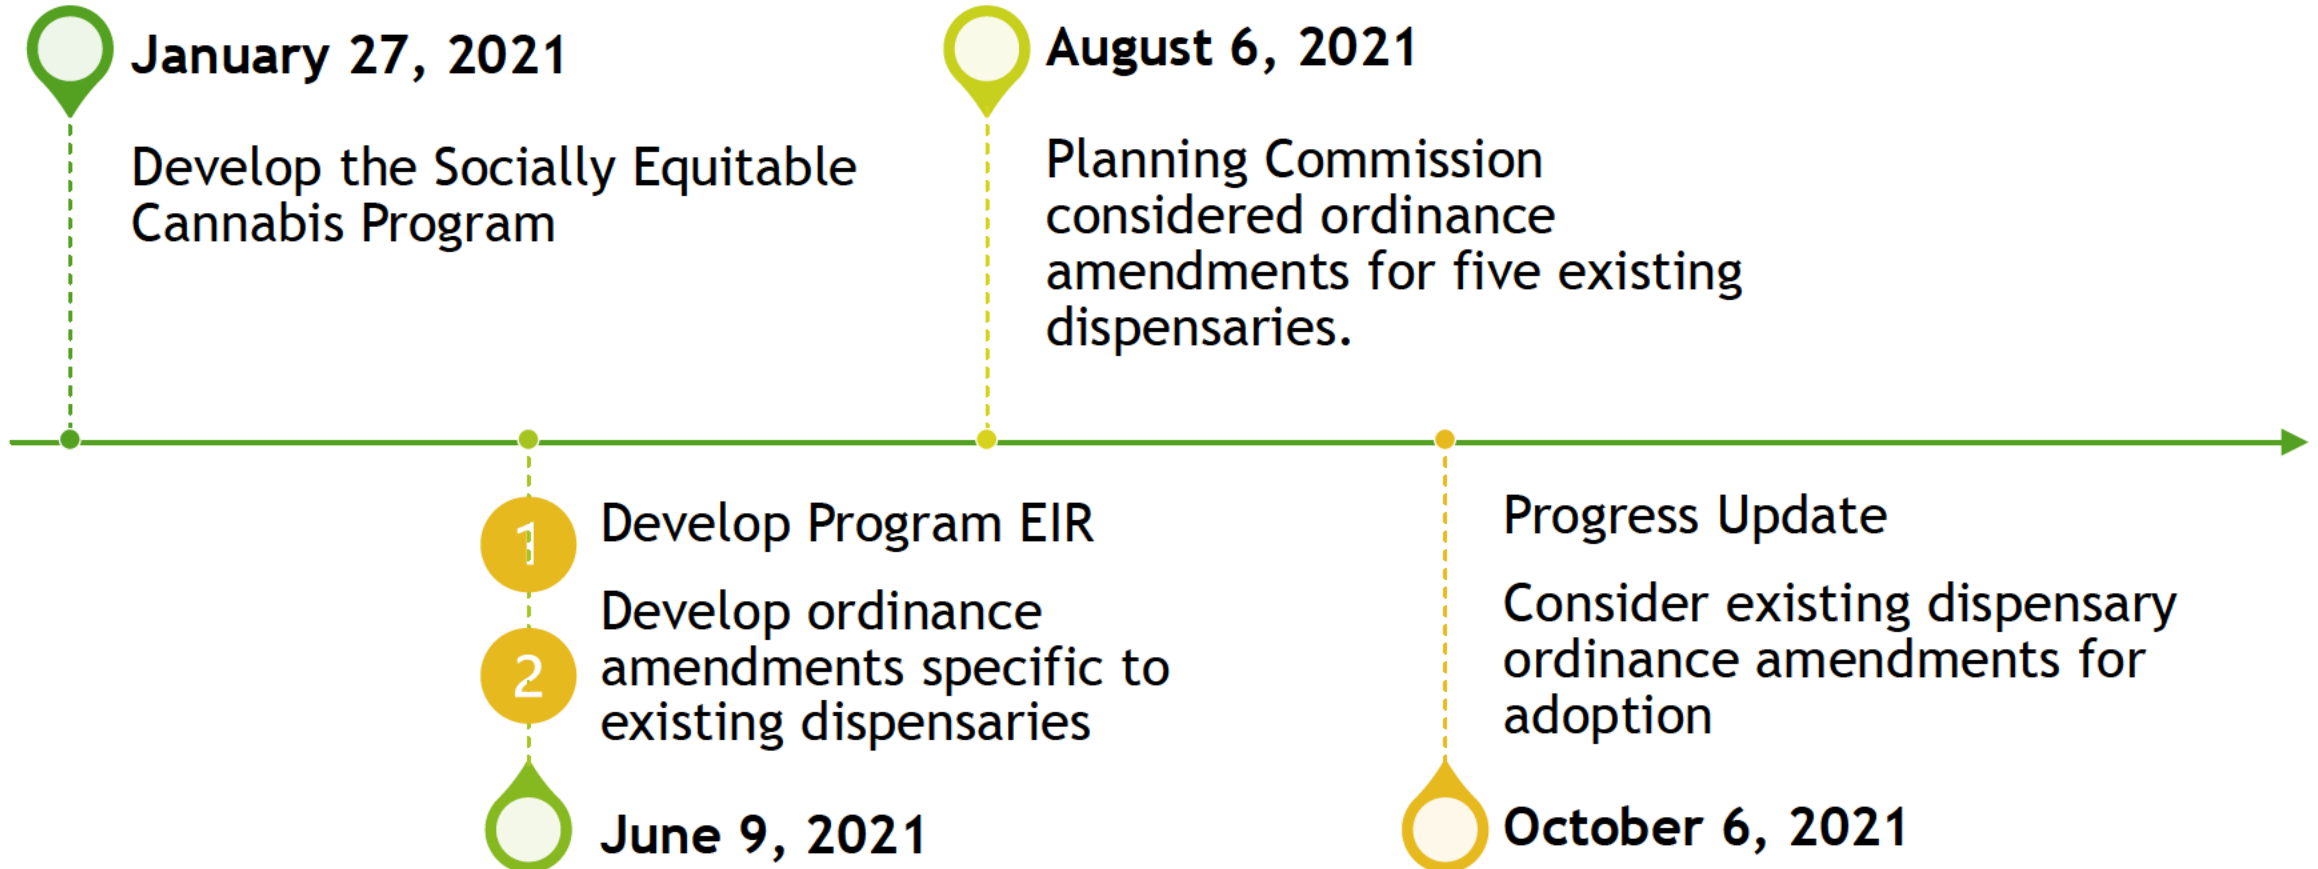 January 27, 2021
Develop the Socially Equitable
Cannabis Program
August 6, 2021
Planning Commission
considered ordinance
amendments for five existing
dispensaries.
1
Develop Program EIR
2
Develop ordinance
amendments specific to
existing dispensaries
June 9, 2021
Progress Update
Consider existing dispensary
ordinance amendments for
adoption
October 6, 2021